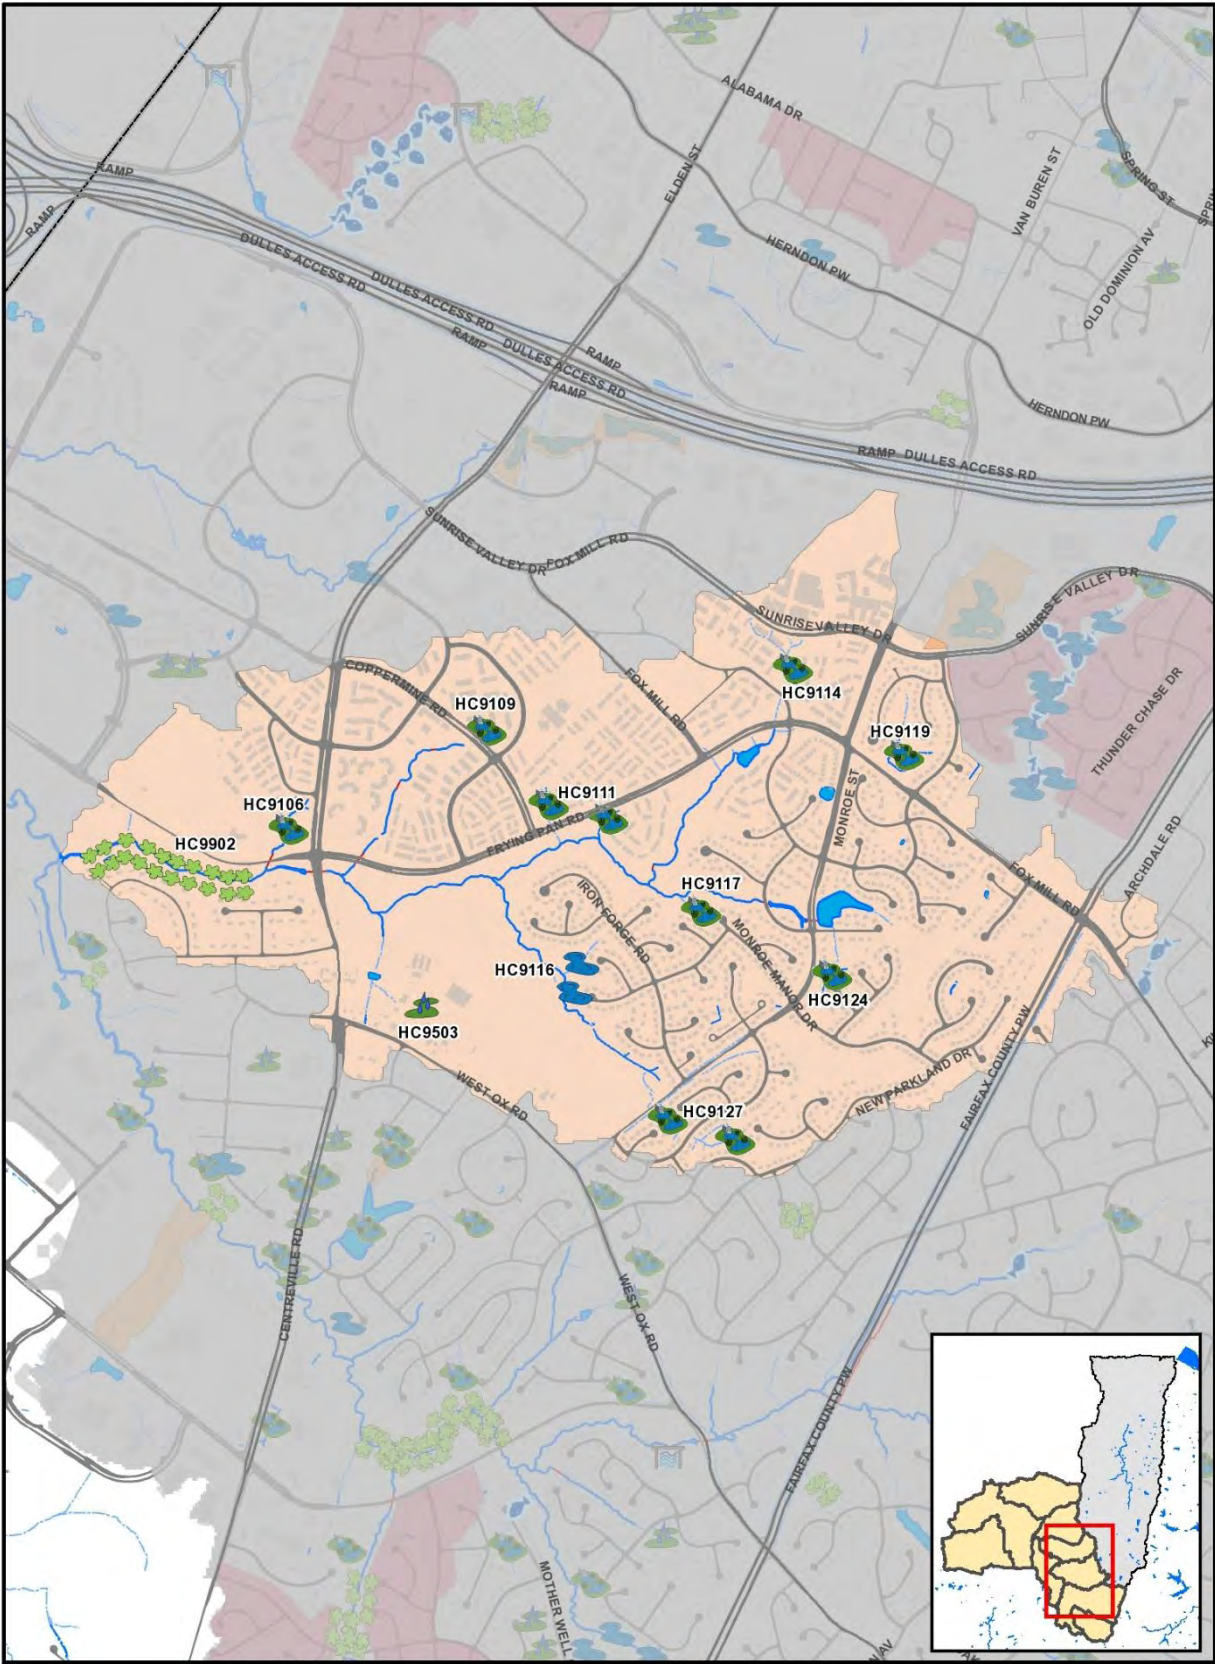 ALABAMA DR
SPRING ST
RAMP
ELDEN ST
VAN BUREN ST
RAMP
DULLES ACCESS RD
HERNDON PW
OLD DOMINION AV
DULLES ACCESS RD
RAMP
DULLES ACCESS RD
RAMP
RAMP
HERNDON PW
RAMP
DULLES ACCESS RD
SUNRISE VALLEY DR
FOX MILL RD
SUNRISE VALLEY DR
SUNRISE VALLEY DR
COPPERMINE RD
FOX MILL RD
HC9114
THUNDER CHASE DR
HC9109
HC9119
HC9106
HC9111
MONROE ST
FRYING PAN RD
HC9902
ARCHDALE RD
FOX MILL RD
HC9117
IRON FORGE RD
MONROE MANOR DR
HC9116
HC9124
HC9503
FAIRFAX COUNTY PW
WEST OX RD
NEW PARKLAND DR
HC9127
CENTREVILLE RD
WEST OX RD
FAIRFAX COUNTY PW
MOTHER WELL